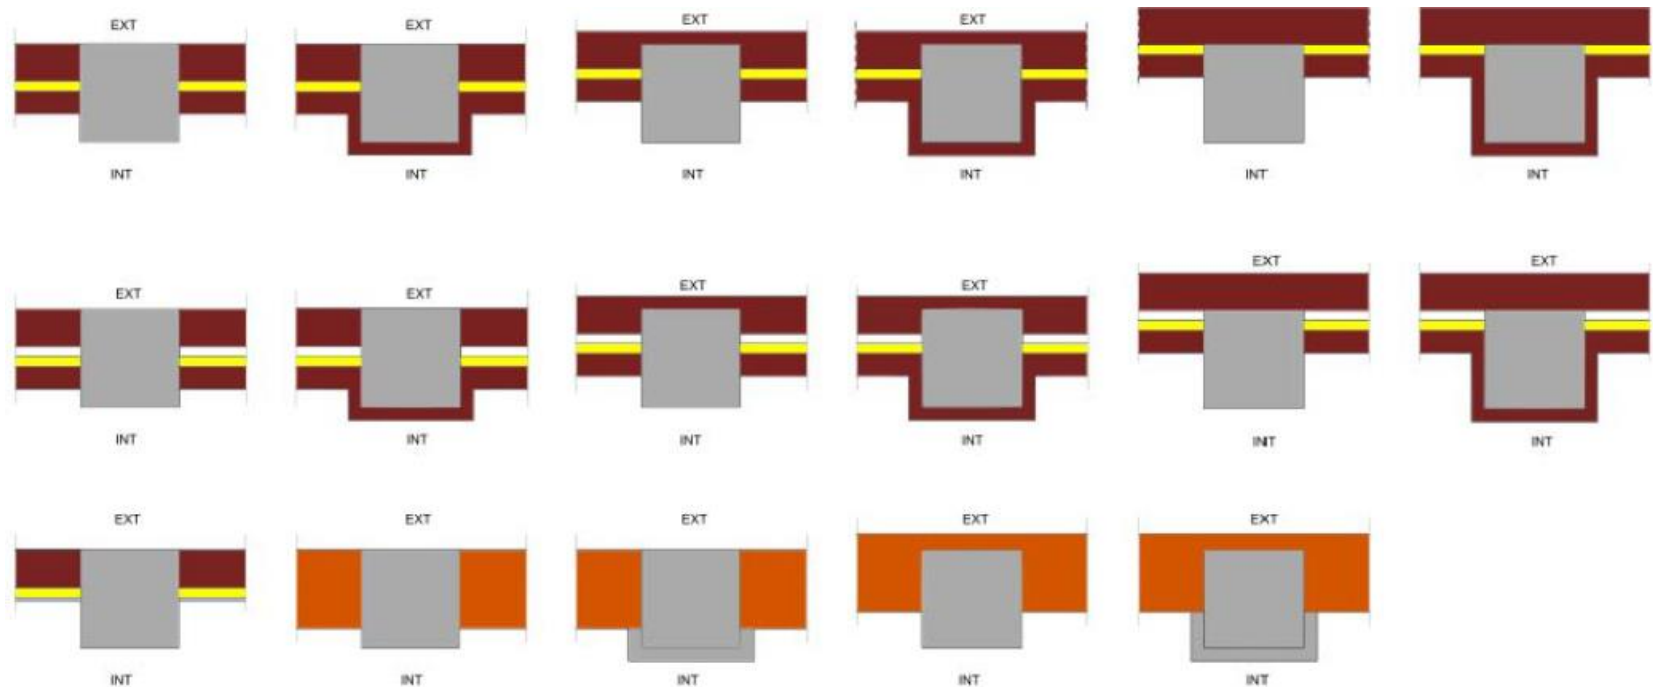 EXT EXT EXT EXT
INT INT INT INT INT INT
EXT EXT EXT EXT EXT EXT
INT INT INT INT INIT INT
EXT EXT EXT EXT EXT
INT INT INT INT INT